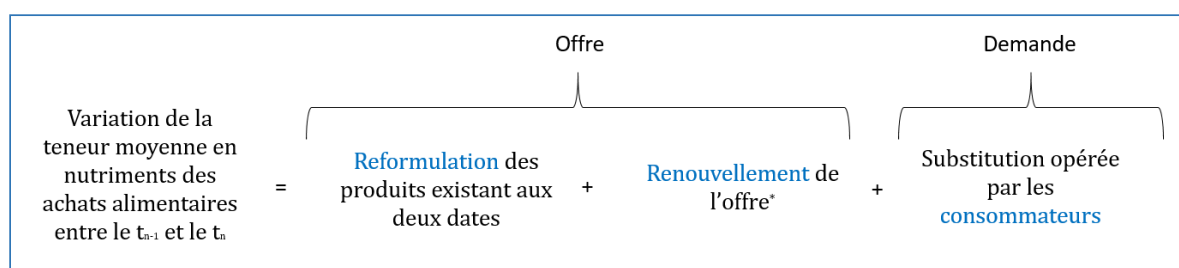 Offre
Demande
Variation de la
teneur moyenne en
nutriments des
achats alimentaires
entre le tₙ₋₁ et le tₙ
=
Reformulation des
produits existant aux
deux dates
+
Renouvellement de
l’offre*
+
Substitution opérée
par les
consommateurs